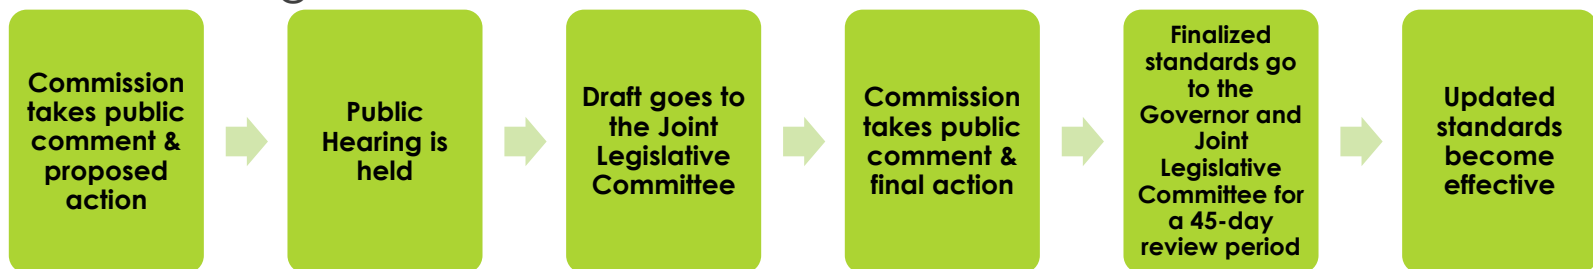 Commission
takes public
comment &
proposed
action
Public
Hearing is
held
Draft goes to
the Joint
Legislative
Committee
Commission
takes public
comment &
final action
Finalized
standards go
to the
Governor and
Joint
Legislative
Committee for
a 45-day
review period
Updated
standards
become
effective